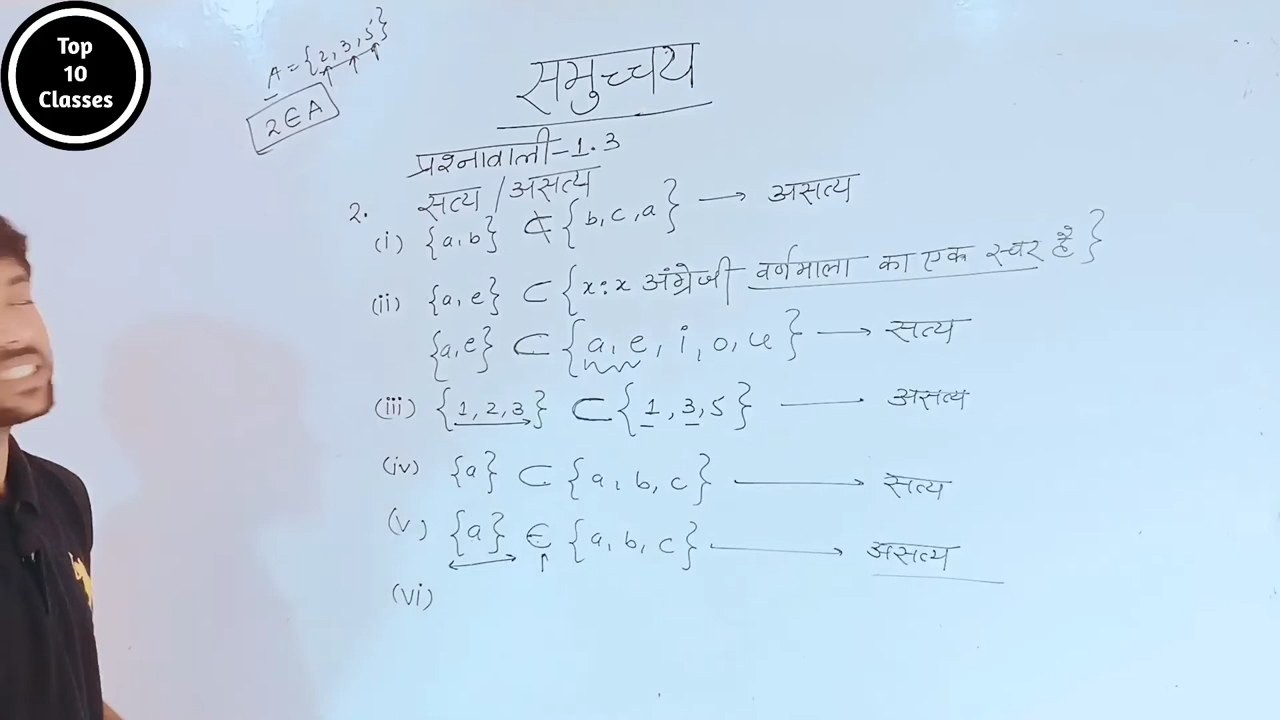 Top
10
Classes
A = {2, 3, 5}
2 ∈ A
समुच्चय
प्रश्नावाली-1.3
2. सत्य / असत्य
(i) {a, b} ⊄ {b, c, a} → असत्य
(ii) {a, e} ⊂ {x : x अंग्रेजी वर्णमाला का एक स्वर है}
{a, e} ⊂ {a, e, i, o, u} → सत्य
(iii) {1, 2, 3} ⊂ {1, 3, 5} → असत्य
(iv) {a} ⊂ {a, b, c} → सत्य
(v) {a} ∈ {a, b, c} → असत्य
(vi)